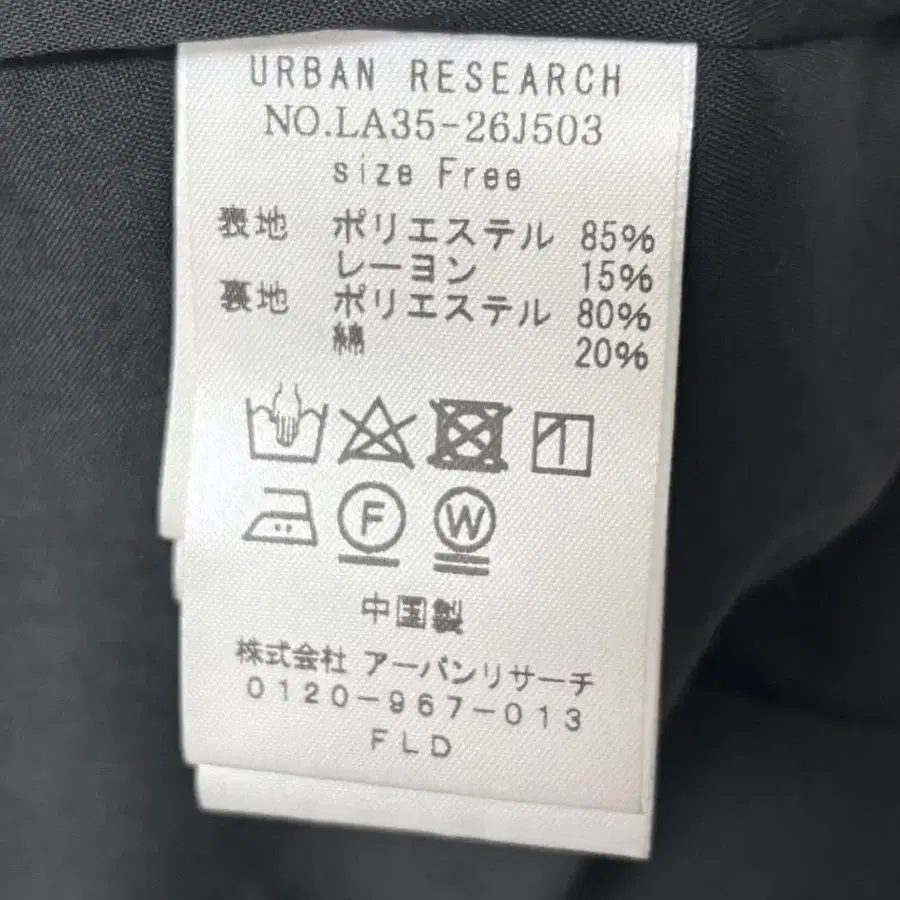 URBAN RESEARCH
NO.LA35-26J503
size Free
表地 ポリエステル 85%
レーヨン 15%
裏地 ポリエステル 80%
綿 20%
F W
中国製
株式会社 アーバンリサーチ
0120-967-013
FLD